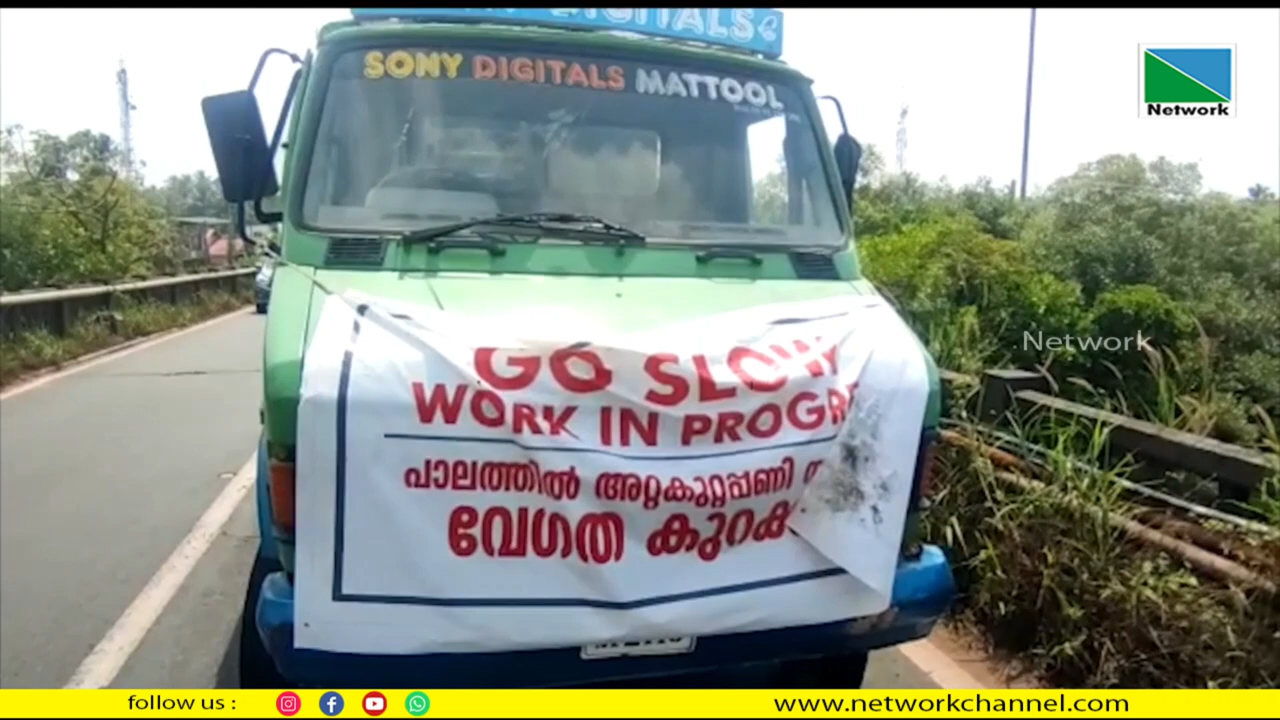 DIGITALS
SONY DIGITALS MATTOOL
Network
Network
GO SLOW
WORK IN
പാലത്തിൽ അറ്റകുറ്റപ്പണി
വേഗത
follow us :
www.networkchannel.com